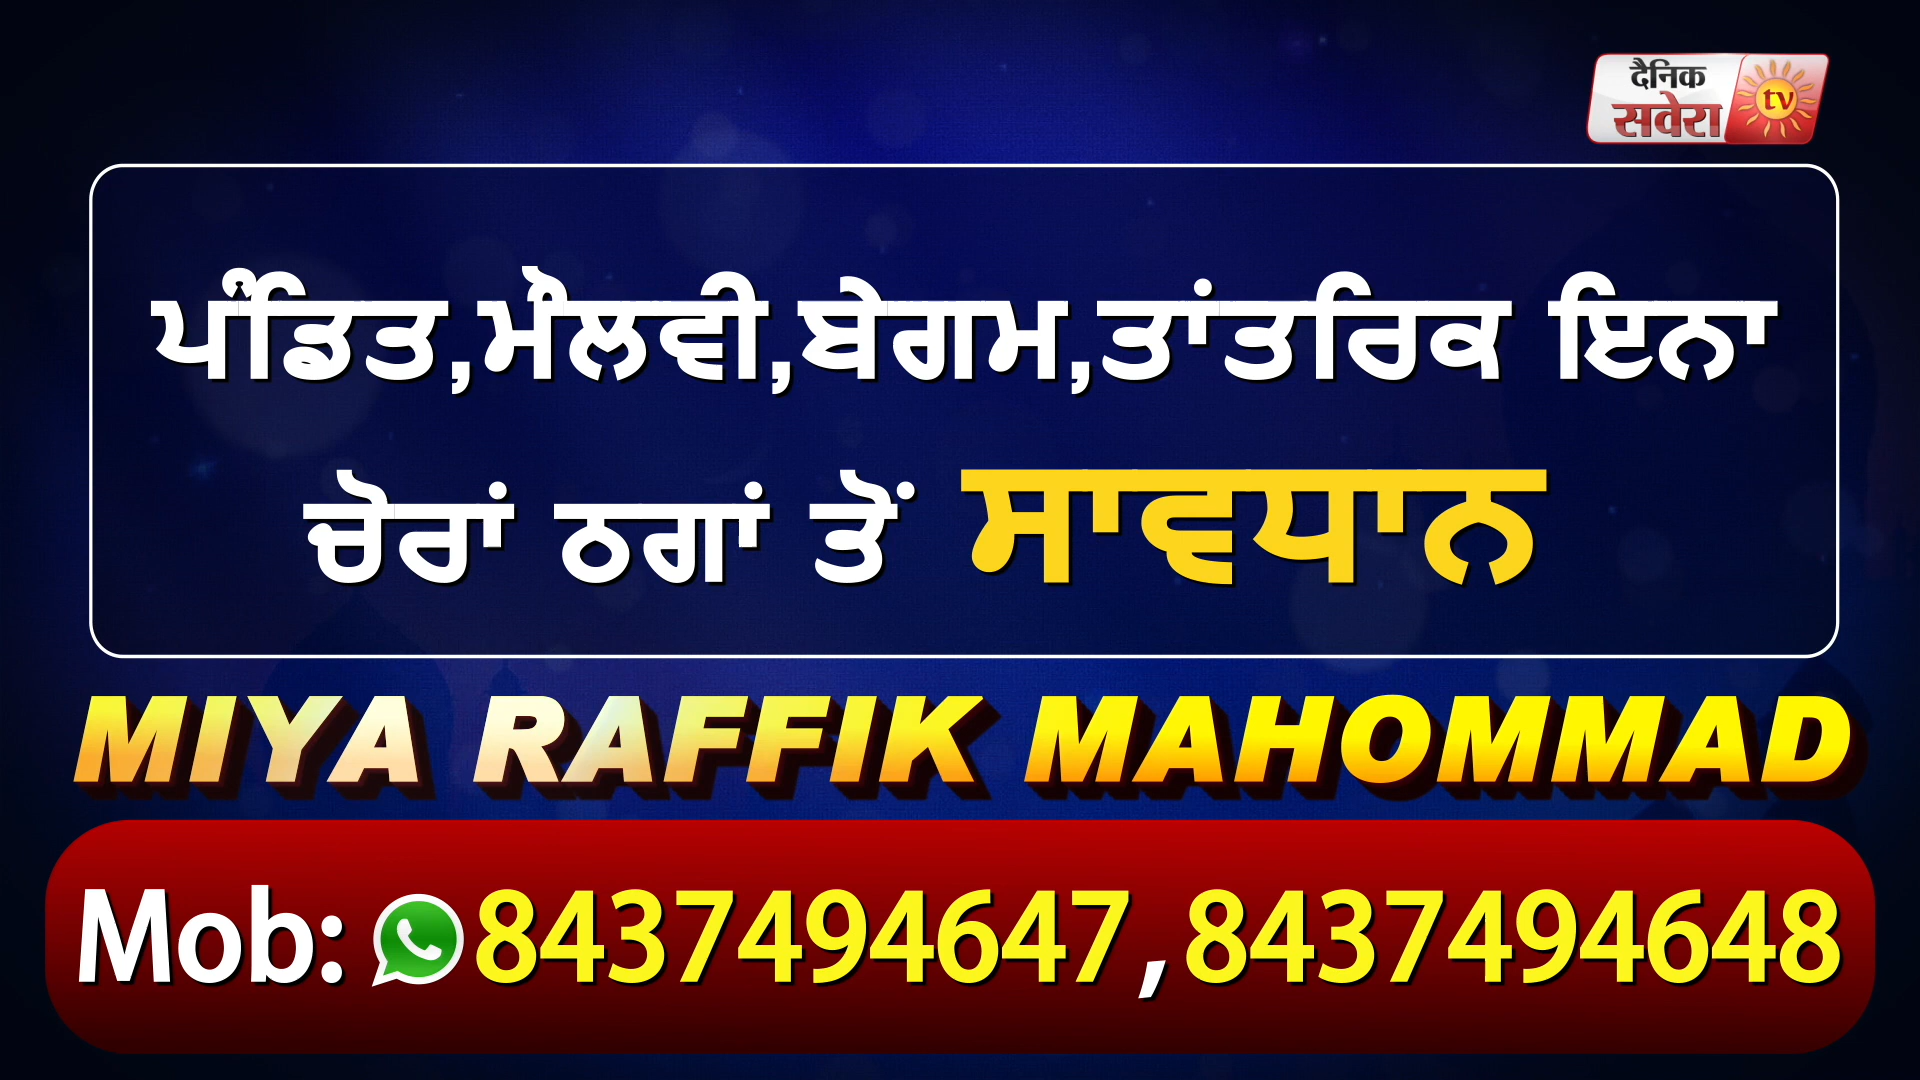 दैनिक
सवेरा tv
ਪੰਡਿਤ,ਮੌਲਵੀ,ਬੇਗਮ,ਤਾਂਤਰਿਕ ਇਨਾ
ਚੋਰਾਂ ਠਗਾਂ ਤੋਂ ਸਾਵਧਾਨ
MIYA RAFFIK MAHOMMAD
Mob: 8437494647, 8437494648